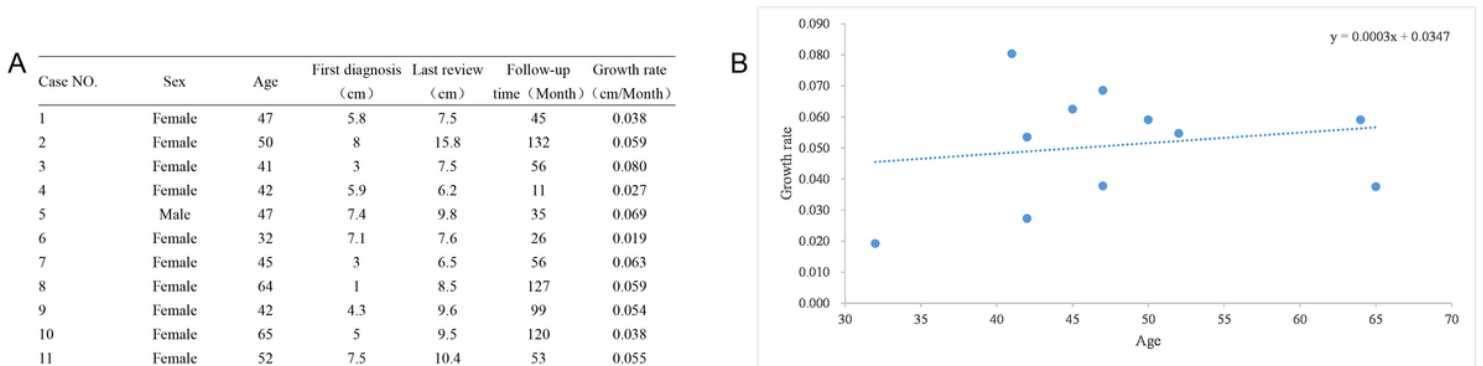 A
Case NO. Sex Age First diagnosis（cm） Last review（cm） Follow-up time（Month） Growth rate（cm/Month）
1 Female 47 5.8 7.5 45 0.038
2 Female 50 8 15.8 132 0.059
3 Female 41 3 7.5 56 0.080
4 Female 42 5.9 6.2 11 0.027
5 Male 47 7.4 9.8 35 0.069
6 Female 32 7.1 7.6 26 0.019
7 Female 45 3 6.5 56 0.063
8 Female 64 1 8.5 127 0.059
9 Female 42 4.3 9.6 99 0.054
10 Female 65 5 9.5 120 0.038
11 Female 52 7.5 10.4 53 0.055
B
y = 0.0003x + 0.0347
Growth rate
0.090
0.080
0.070
0.060
0.050
0.040
0.030
0.020
0.010
0.000
30 35 40 45 50 55 60 65 70
Age